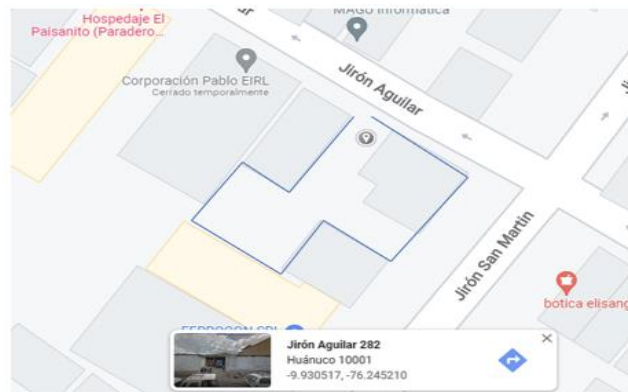 Hospedaje El
Paisanito (Paradero...
MAGO Informática
Jirón Aguilar
Corporación Pablo EIRL
Cerrado temporalmente
Jirón San Martin
botica elisang
Jirón Aguilar 282
Huánuco 10001
-9.930517, -76.245210